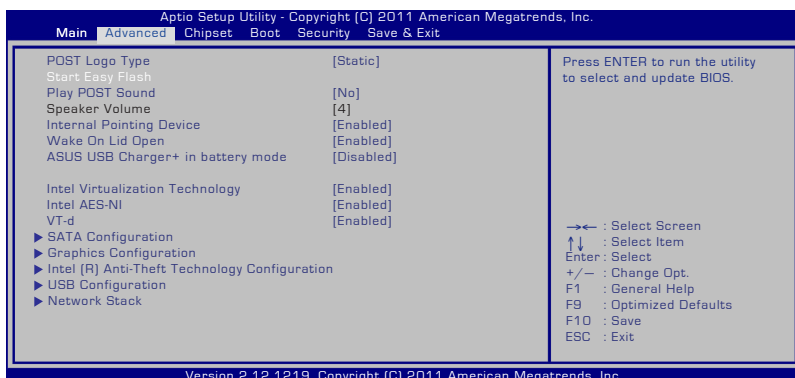 Aptio Setup Utility - Copyright (C) 2011 American Megatrends, Inc.
Main Advanced Chipset Boot Security Save & Exit
POST Logo Type [Static]
Start Easy Flash
Play POST Sound [No]
Speaker Volume [4]
Internal Pointing Device [Enabled]
Wake On Lid Open [Enabled]
ASUS USB Charger+ in battery mode [Disabled]
Intel Virtualization Technology [Enabled]
Intel AES-NI [Enabled]
VT-d [Enabled]
▶ SATA Configuration
▶ Graphics Configuration
▶ Intel (R) Anti-Theft Technology Configuration
▶ USB Configuration
▶ Network Stack
Press ENTER to run the utility
to select and update BIOS.
→← : Select Screen
↑↓ : Select Item
Enter : Select
+/— : Change Opt.
F1 : General Help
F9 : Optimized Defaults
F10 : Save
ESC : Exit
Version 2.12.1219. Copyright (C) 2011 American Megatrends, Inc.